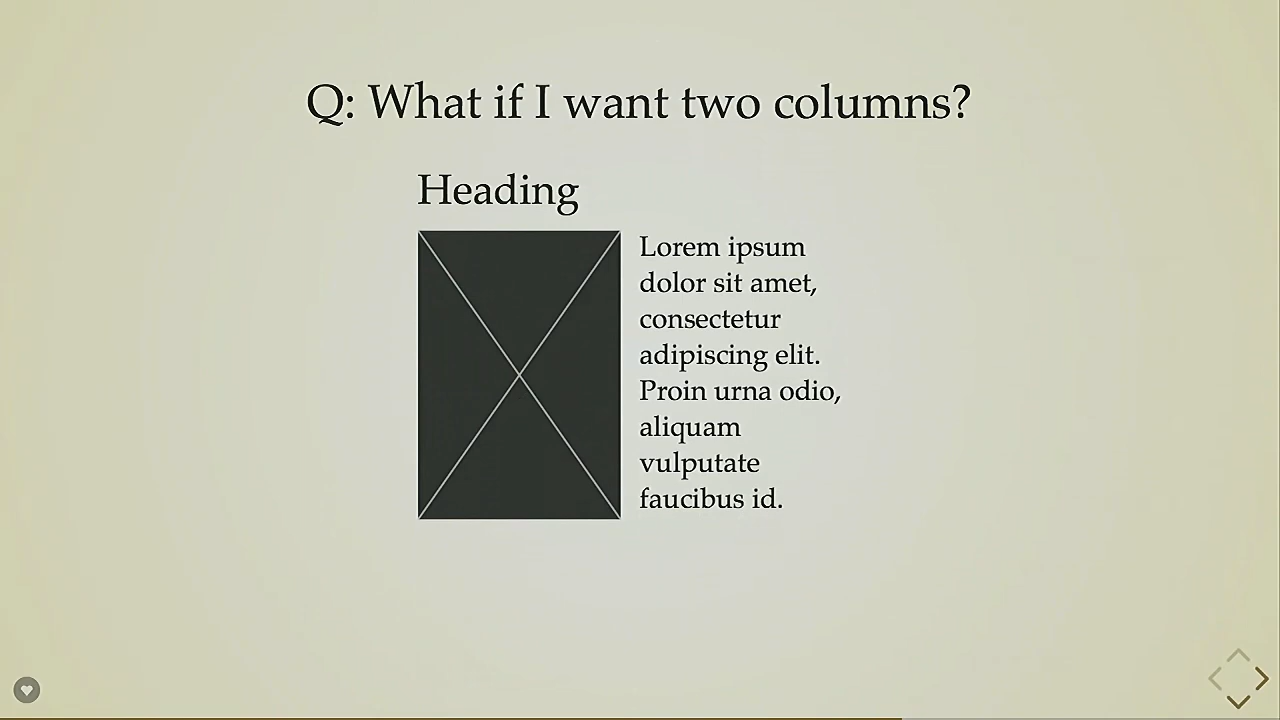 Q: What if I want two columns?
Heading
Lorem ipsum
dolor sit amet,
consectetur
adipiscing elit.
Proin urna odio,
aliquam
vulputate
faucibus id.